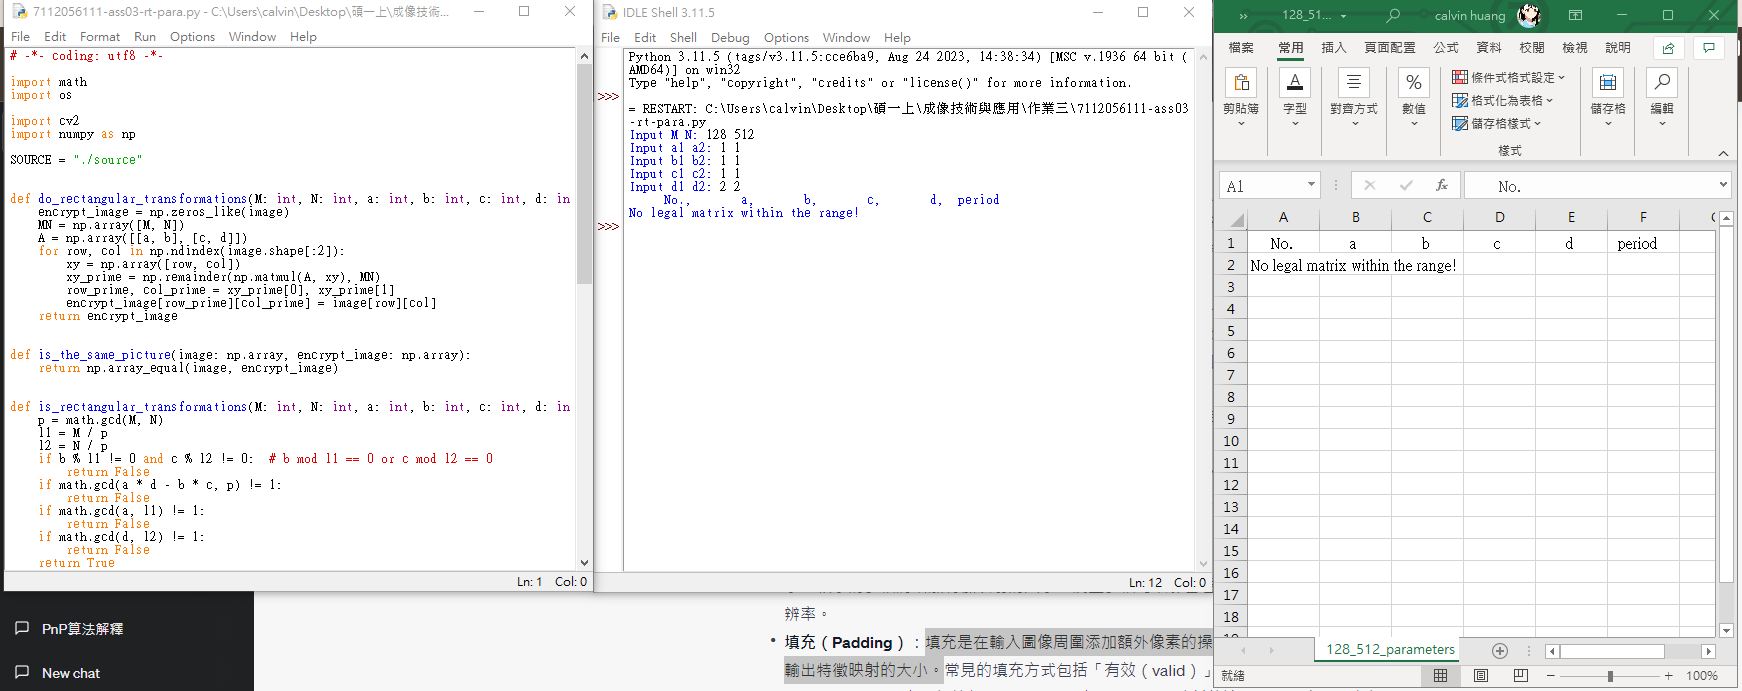 7112056111-ass03-rt-para.py - C:\Users\calvin\Desktop\碩一上\成像技術...
File Edit Format Run Options Window Help
# -*- coding: utf8 -*-
import math
import os
import cv2
import numpy as np
SOURCE = "./source"
def do_rectangular_transformations(M: int, N: int, a: int, b: int, c: int, d: in
encrypt_image = np.zeros_like(image)
MN = np.array([M, N])
A = np.array([[a, b], [c, d]])
for row, col in np.ndindex(image.shape[:2]):
xy = np.array([row, col])
xy_prime = np.remainder(np.matmul(A, xy), MN)
row_prime, col_prime = xy_prime[0], xy_prime[1]
encrypt_image[row_prime][col_prime] = image[row][col]
return encrypt_image
def is_the_same_picture(image: np.array, encrypt_image: np.array):
return np.array_equal(image, encrypt_image)
def is_rectangular_transformations(M: int, N: int, a: int, b: int, c: int, d: in
p = math.gcd(M, N)
l1 = M / p
l2 = N / p
if b % l1 != 0 and c % l2 != 0:  # b mod l1 == 0 or c mod l2 == 0
return False
if math.gcd(a * d - b * c, p) != 1:
return False
if math.gcd(a, l1) != 1:
return False
if math.gcd(d, l2) != 1:
return False
return True
Ln: 1 Col: 0
IDLE Shell 3.11.5
File Edit Shell Debug Options Window Help
Python 3.11.5 (tags/v3.11.5:cce6ba9, Aug 24 2023, 14:38:34) [MSC v.1936 64 bit (
AMD64)] on win32
Type "help", "copyright", "credits" or "license()" for more information.
>>>
= RESTART: C:\Users\calvin\Desktop\碩一上\成像技術與應用\作業三\7112056111-ass03
-rt-para.py
Input M N: 128 512
Input a1 a2: 1 1
Input b1 b2: 1 1
Input c1 c2: 1 1
Input d1 d2: 2 2
No., a, b, c, d, period
No legal matrix within the range!
>>>
Ln: 12 Col: 0
128_51... calvin huang
檔案 常用 插入 頁面配置 公式 資料 校閱 檢視 說明
剪貼簿 字型 對齊方式 % 數值 條件式格式設定 格式化為表格 儲存格樣式 樣式 儲存格 編輯
A1 fx No.
A B C D E F
1 No. a b c d period
2 No legal matrix within the range!
3
4
5
6
7
8
9
10
11
12
13
14
15
16
17
18
128_512_parameters
就緒 100%
PnP算法解釋
New chat
辨率。
• 填充（Padding）：填充是在輸入圖像周圍添加額外像素的操
輸出特徵映射的大小。常見的填充方式包括「有效（valid）」